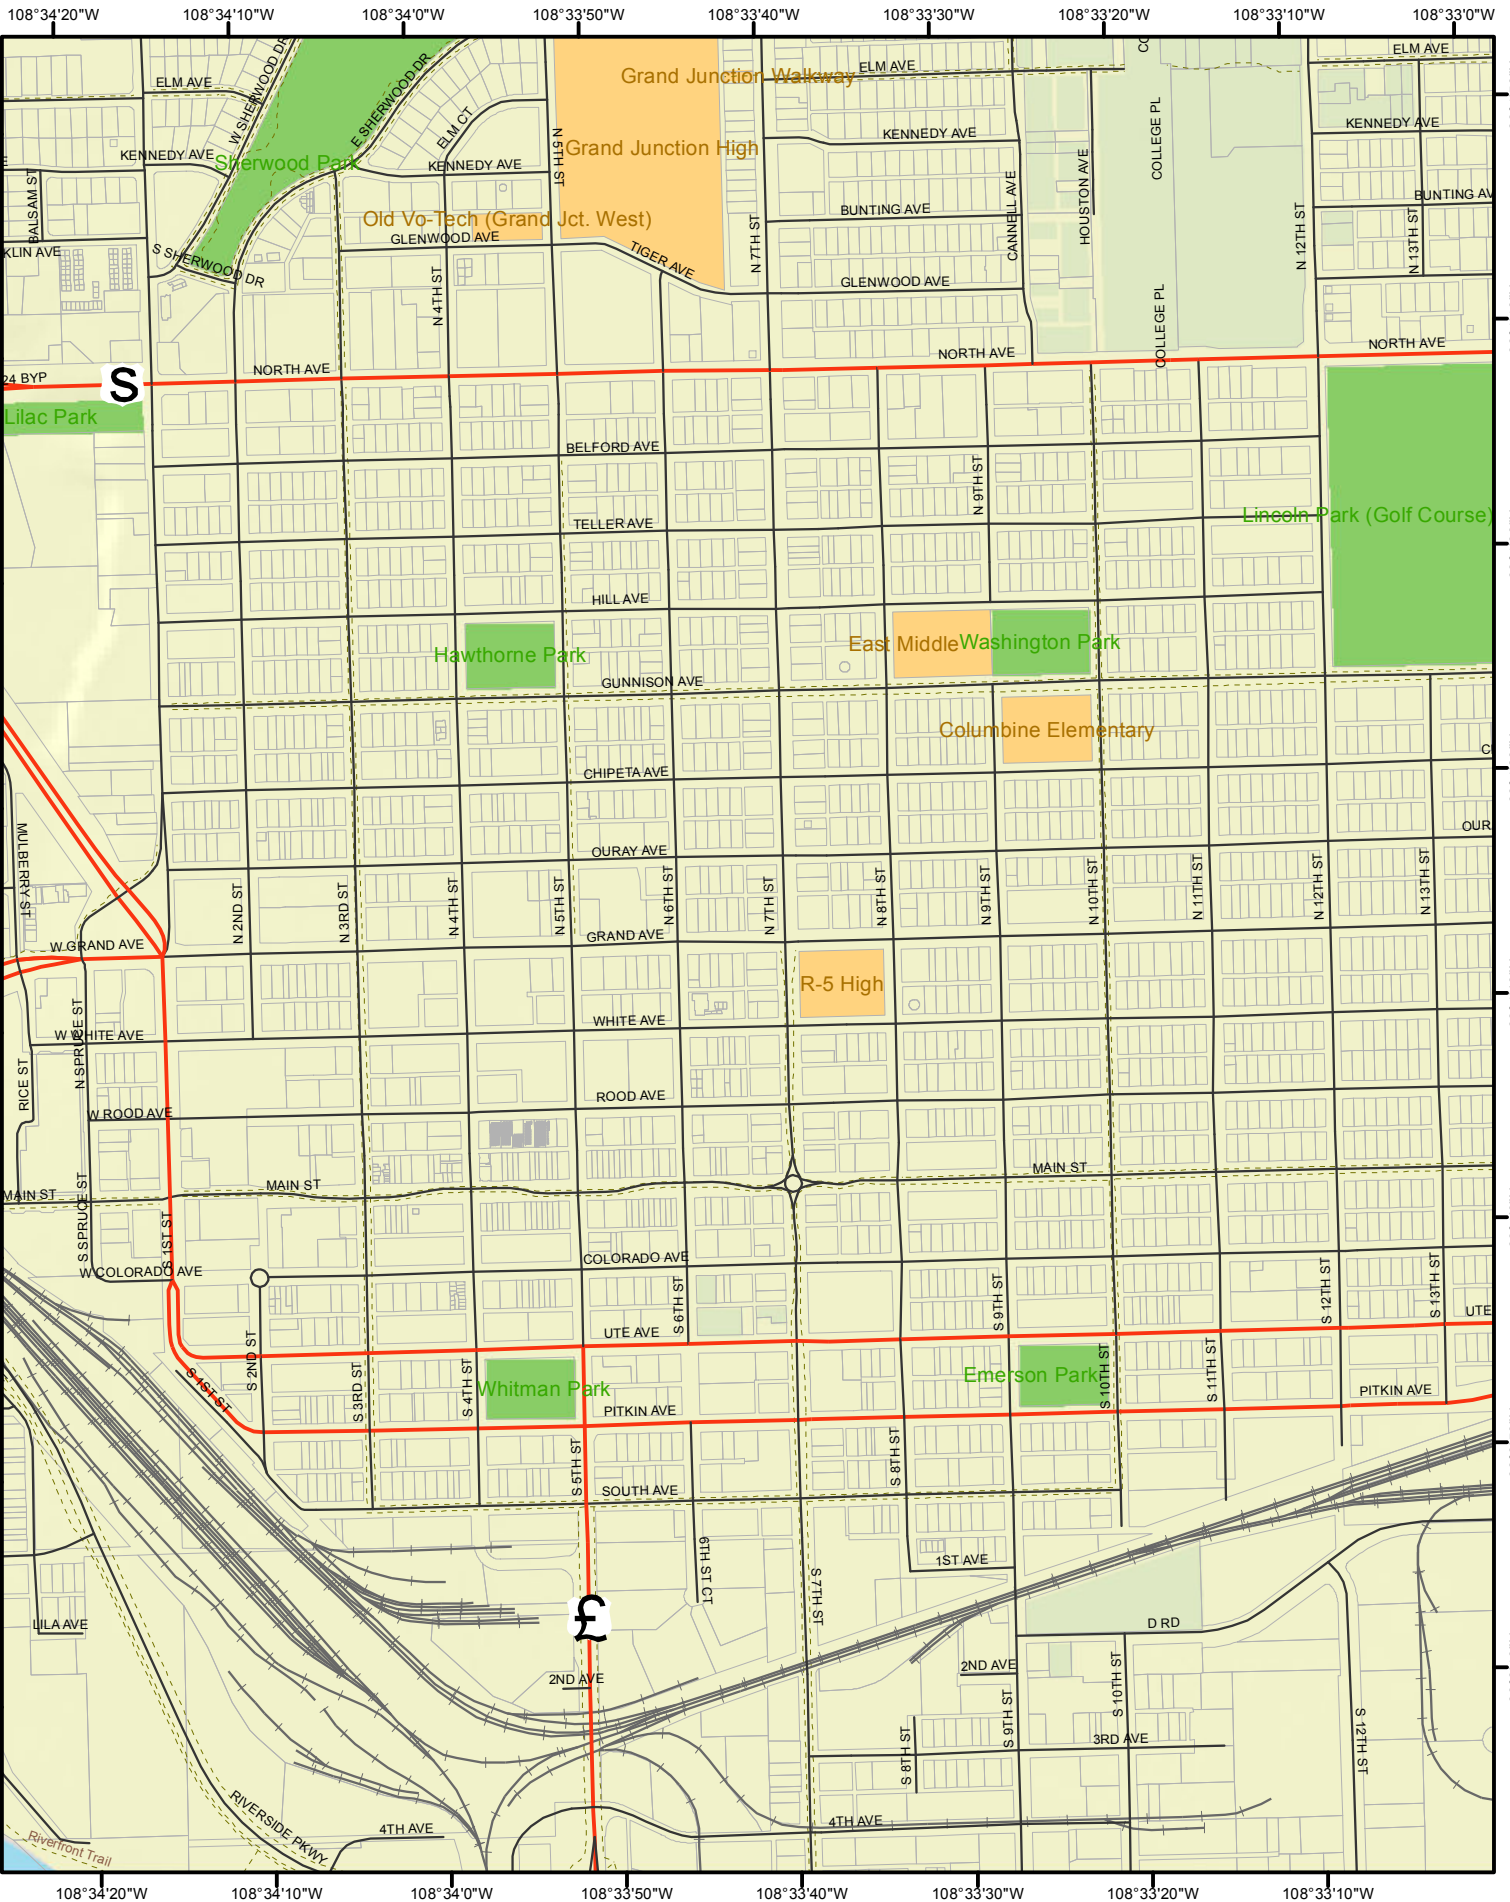 108°34'20"W 108°34'10"W 108°34'0"W 108°33'50"W 108°33'40"W 108°33'30"W 108°33'20"W 108°33'10"W 108°33'0"W
ELM AVE
ELM AVE
ELM AVE
W SHERWOOD DR
E SHERWOOD DR
ELM CT
N 5TH ST
Grand Junction Walkway
Grand Junction High
CO
COLLEGE PL
KENNEDY AVE
KENNEDY AVE
KENNEDY AVE
KENNEDY AVE
E
Sherwood Park
BALSAM ST
KLIN AVE
Old Vo-Tech (Grand Jct. West)
GLENWOOD AVE
S SHERWOOD DR
TIGER AVE
N 7TH ST
BUNTING AVE
CANNELL AVE
HOUSTON AVE
N 12TH ST
BUNTING AV
N 13TH ST
GLENWOOD AVE
N 4TH ST
COLLEGE PL
24 BYP
S
NORTH AVE
NORTH AVE
NORTH AVE
Lilac Park
BELFORD AVE
N 9TH ST
TELLER AVE
Lincoln Park (Golf Course)
HILL AVE
Hawthorne Park
East Middle
Washington Park
GUNNISON AVE
Columbine Elementary
CHIPETA AVE
C
MULBERRY ST
OURAY AVE
OUR
N 2ND ST
N 3RD ST
N 4TH ST
N 5TH ST
N 6TH ST
N 7TH ST
N 8TH ST
N 9TH ST
N 10TH ST
N 11TH ST
N 12TH ST
N 13TH ST
W GRAND AVE
GRAND AVE
R-5 High
WHITE AVE
W WHITE AVE
N SPRUCE ST
RICE ST
ROOD AVE
W ROOD AVE
MAIN ST
MAIN ST
MAIN ST
S SPRUCE ST
S 1ST ST
W COLORADO AVE
COLORADO AVE
S 6TH ST
S 9TH ST
S 12TH ST
S 13TH ST
UTE AVE
UTE
S 2ND ST
S 3RD ST
S 4TH ST
Whitman Park
Emerson Park
S 10TH ST
S 11TH ST
S 1ST ST
PITKIN AVE
PITKIN AVE
S 5TH ST
S 8TH ST
SOUTH AVE
6TH ST CT
S 7TH ST
1ST AVE
£
LILA AVE
D RD
2ND AVE
2ND AVE
S 10TH ST
S 9TH ST
S 8TH ST
3RD AVE
S 12TH ST
RIVERSIDE PKWY
4TH AVE
4TH AVE
Riverfront Trail
108°34'20"W 108°34'10"W 108°34'0"W 108°33'50"W 108°33'40"W 108°33'30"W 108°33'20"W 108°33'10"W